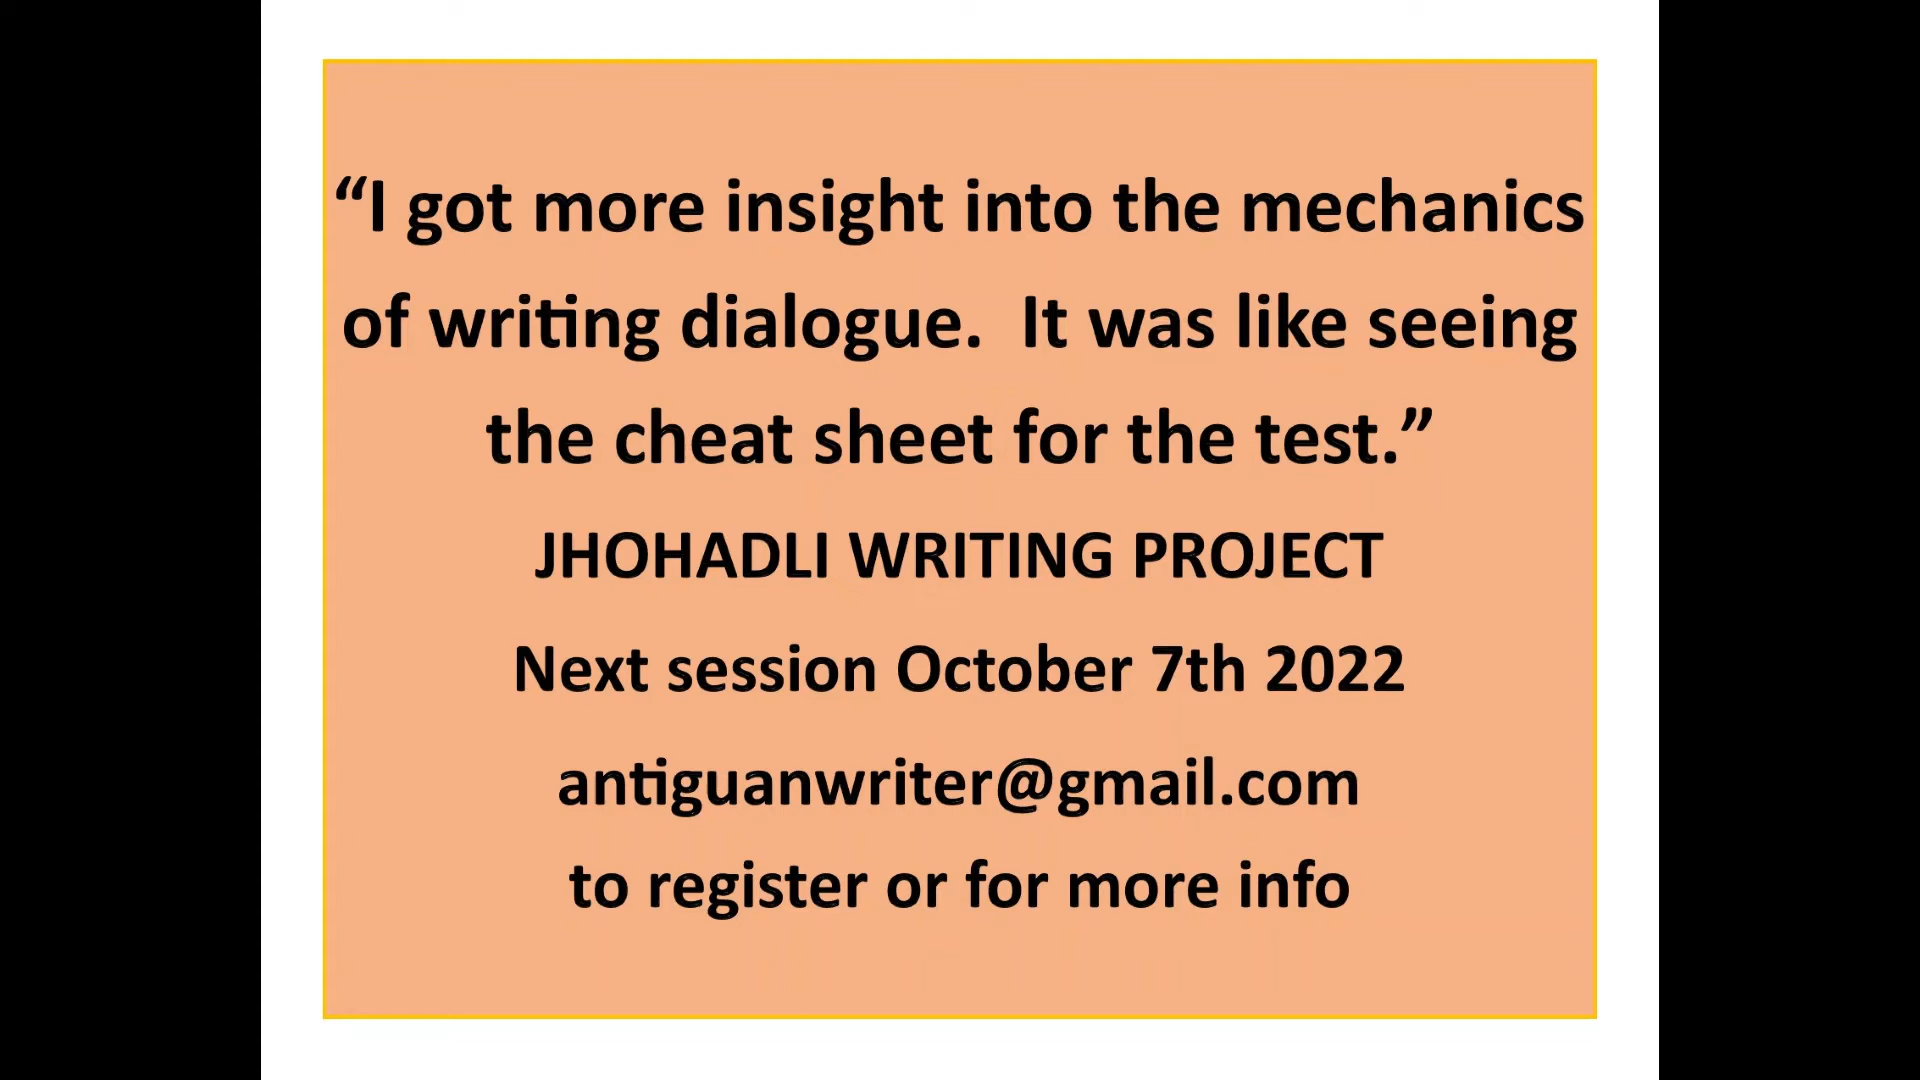 “I got more insight into the mechanics
of writing dialogue.  It was like seeing
the cheat sheet for the test.”
JHOHADLI WRITING PROJECT
Next session October 7th 2022
antiguanwriter@gmail.com
to register or for more info